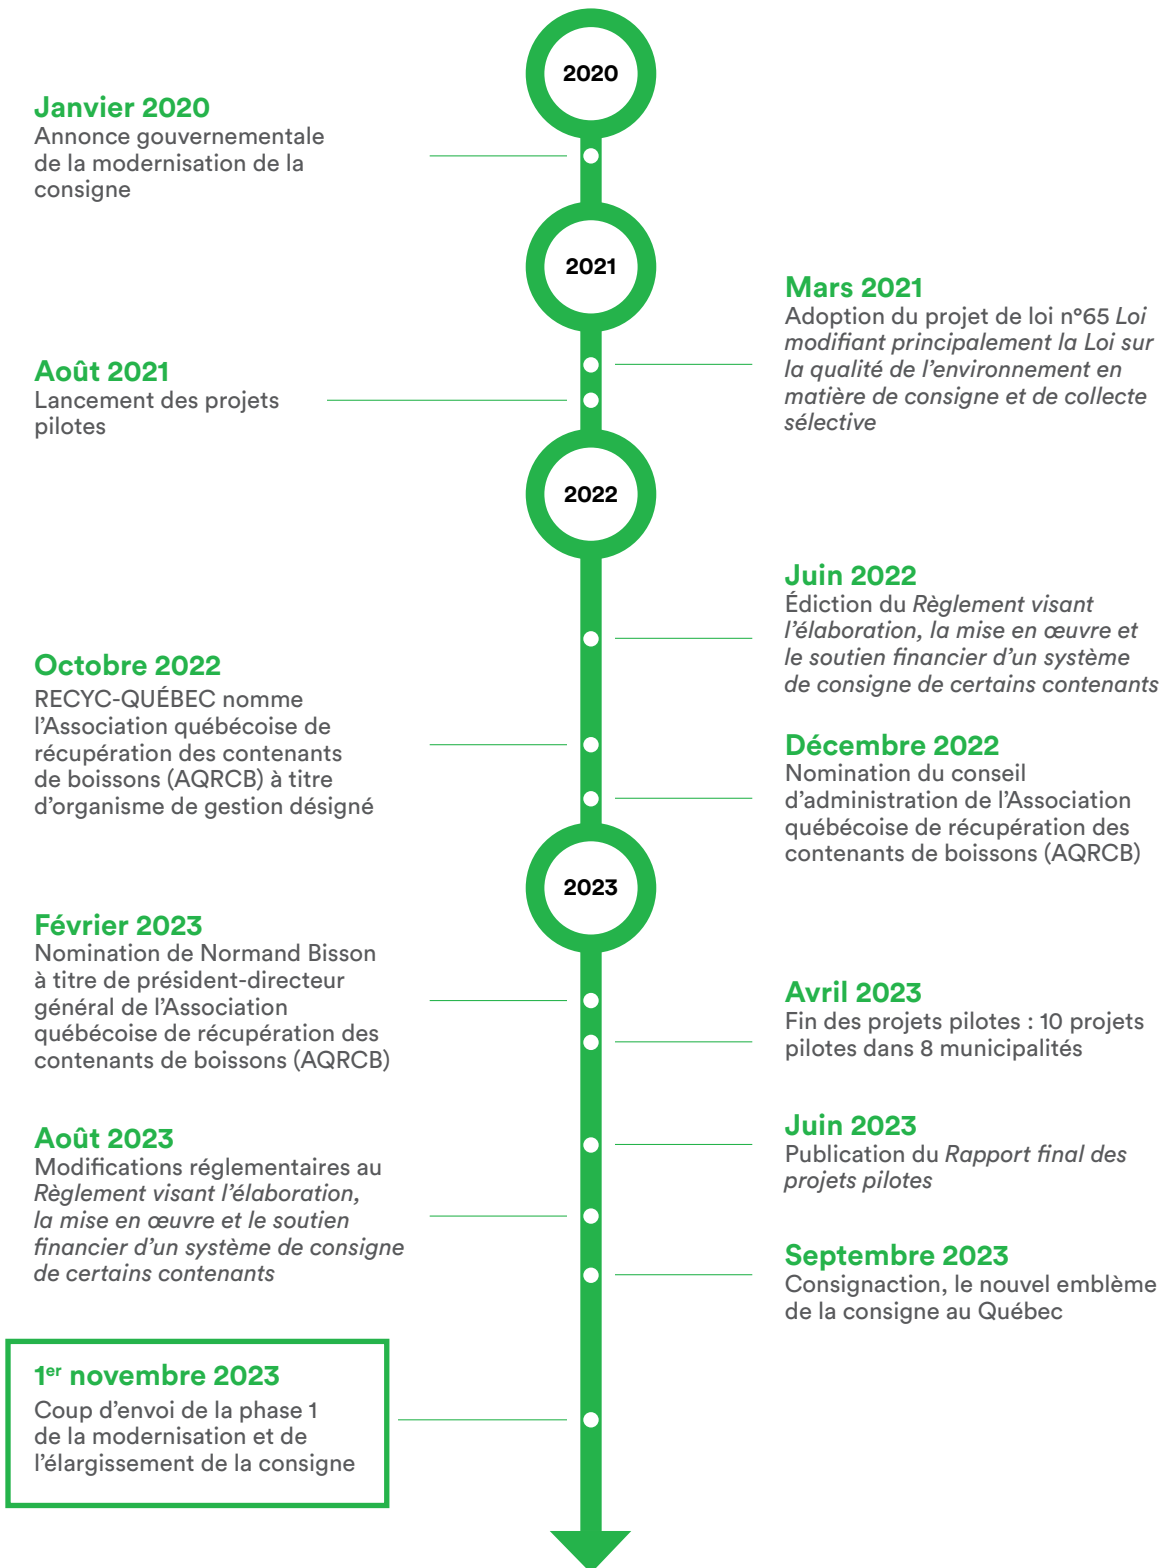 2020
Janvier 2020
Annonce gouvernementale
de la modernisation de la
consigne
2021
Mars 2021
Adoption du projet de loi n°65 Loi
modifiant principalement la Loi sur
la qualité de l’environnement en
matière de consigne et de collecte
sélective
Août 2021
Lancement des projets
pilotes
2022
Juin 2022
Édiction du Règlement visant
l’élaboration, la mise en œuvre et
le soutien financier d’un système
de consigne de certains contenants
Octobre 2022
RECYC-QUÉBEC nomme
l’Association québécoise de
récupération des contenants
de boissons (AQRCB) à titre
d’organisme de gestion désigné
Décembre 2022
Nomination du conseil
d’administration de l’Association
québécoise de récupération des
contenants de boissons (AQRCB)
2023
Février 2023
Nomination de Normand Bisson
à titre de président-directeur
général de l’Association
québécoise de récupération des
contenants de boissons (AQRCB)
Avril 2023
Fin des projets pilotes : 10 projets
pilotes dans 8 municipalités
Juin 2023
Publication du Rapport final des
projets pilotes
Août 2023
Modifications réglementaires au
Règlement visant l’élaboration,
la mise en œuvre et le soutien
financier d’un système de consigne
de certains contenants
Septembre 2023
Consignaction, le nouvel emblème
de la consigne au Québec
1er novembre 2023
Coup d’envoi de la phase 1
de la modernisation et de
l’élargissement de la consigne